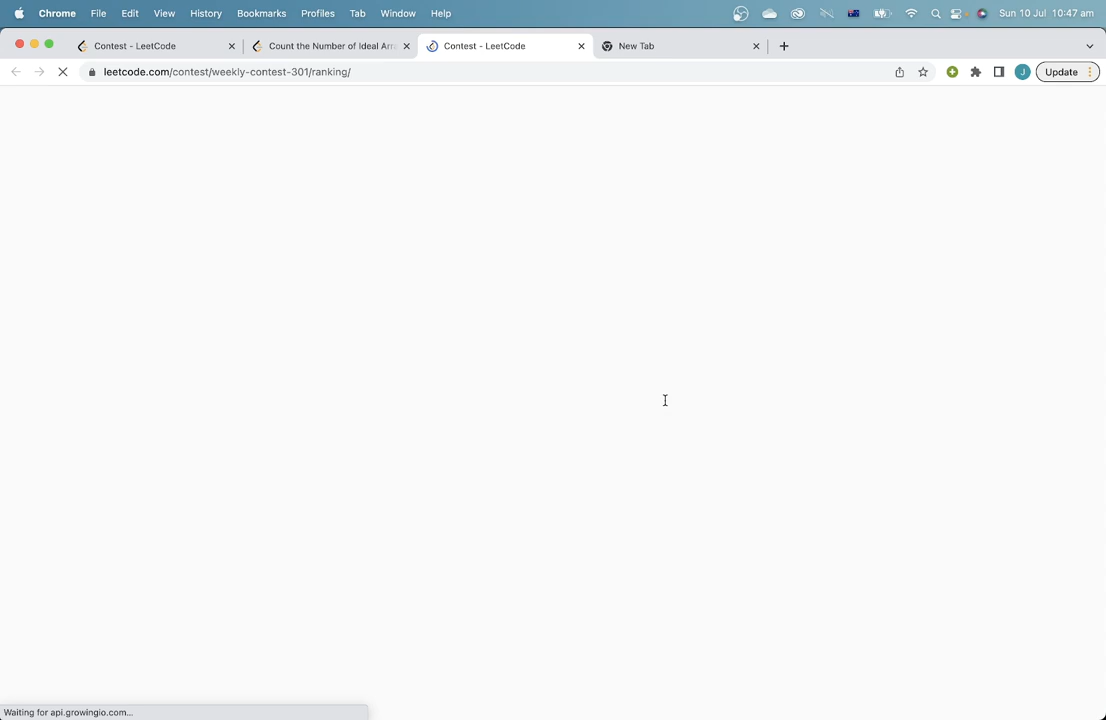 Chrome File Edit View History Bookmarks Profiles Tab Window Help Sun 10 Jul 10:47 am
Contest - LeetCode Count the Number of Ideal Arra Contest - LeetCode New Tab
leetcode.com/contest/weekly-contest-301/ranking/ J Update
Waiting for api.growingio.com...